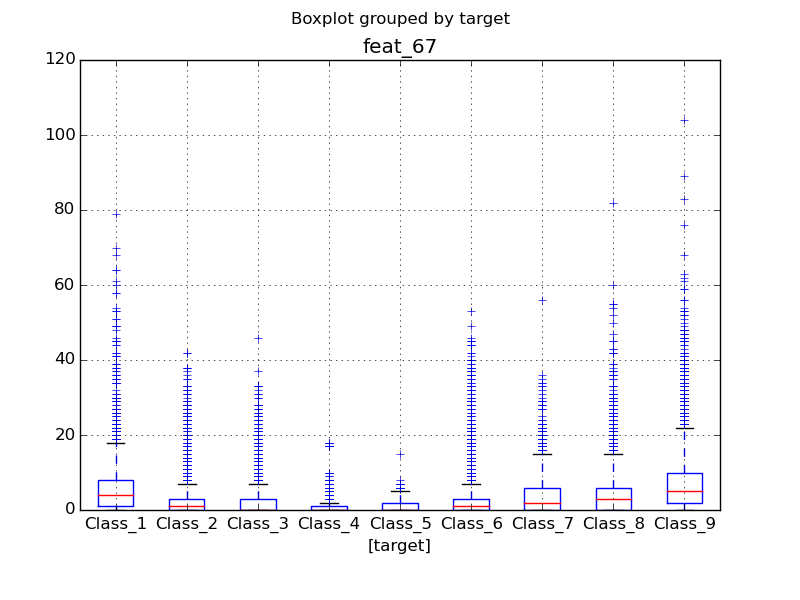 Boxplot grouped by target
feat_67
120
100
80
60
40
20
0
Class_1 Class_2 Class_3 Class_4 Class_5 Class_6 Class_7 Class_8 Class_9
[target]